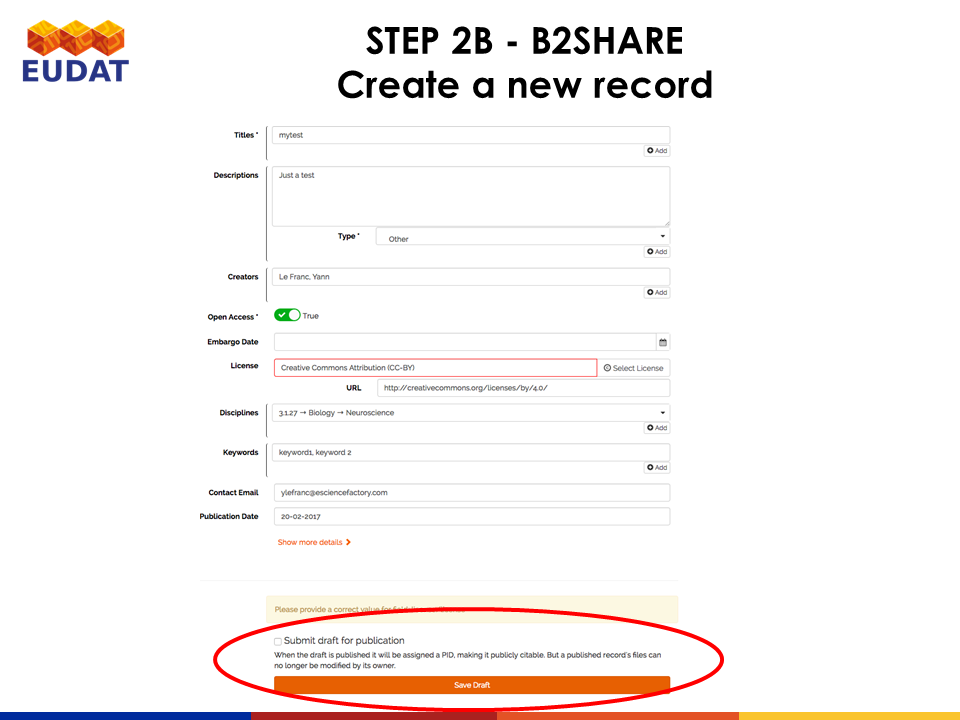 EUDAT
STEP 2B - B2SHARE
Create a new record
Titles * mytest
Add
Descriptions Just a test
Type * Other
Add
Creators Le Franc, Yann
Add
Open Access * True
Embargo Date
License Creative Commons Attribution (CC-BY) Select License
URL http://creativecommons.org/licenses/by/4.0/
Disciplines 3.1.27 → Biology → Neuroscience
Add
Keywords keyword1, keyword 2
Add
Contact Email ylefranc@esciencefactory.com
Publication Date 20-02-2017
Show more details
Please provide a correct value for
Submit draft for publication
When the draft is published it will be assigned a PID, making it publicly citable. But a published record's files can
no longer be modified by its owner.
Save Draft